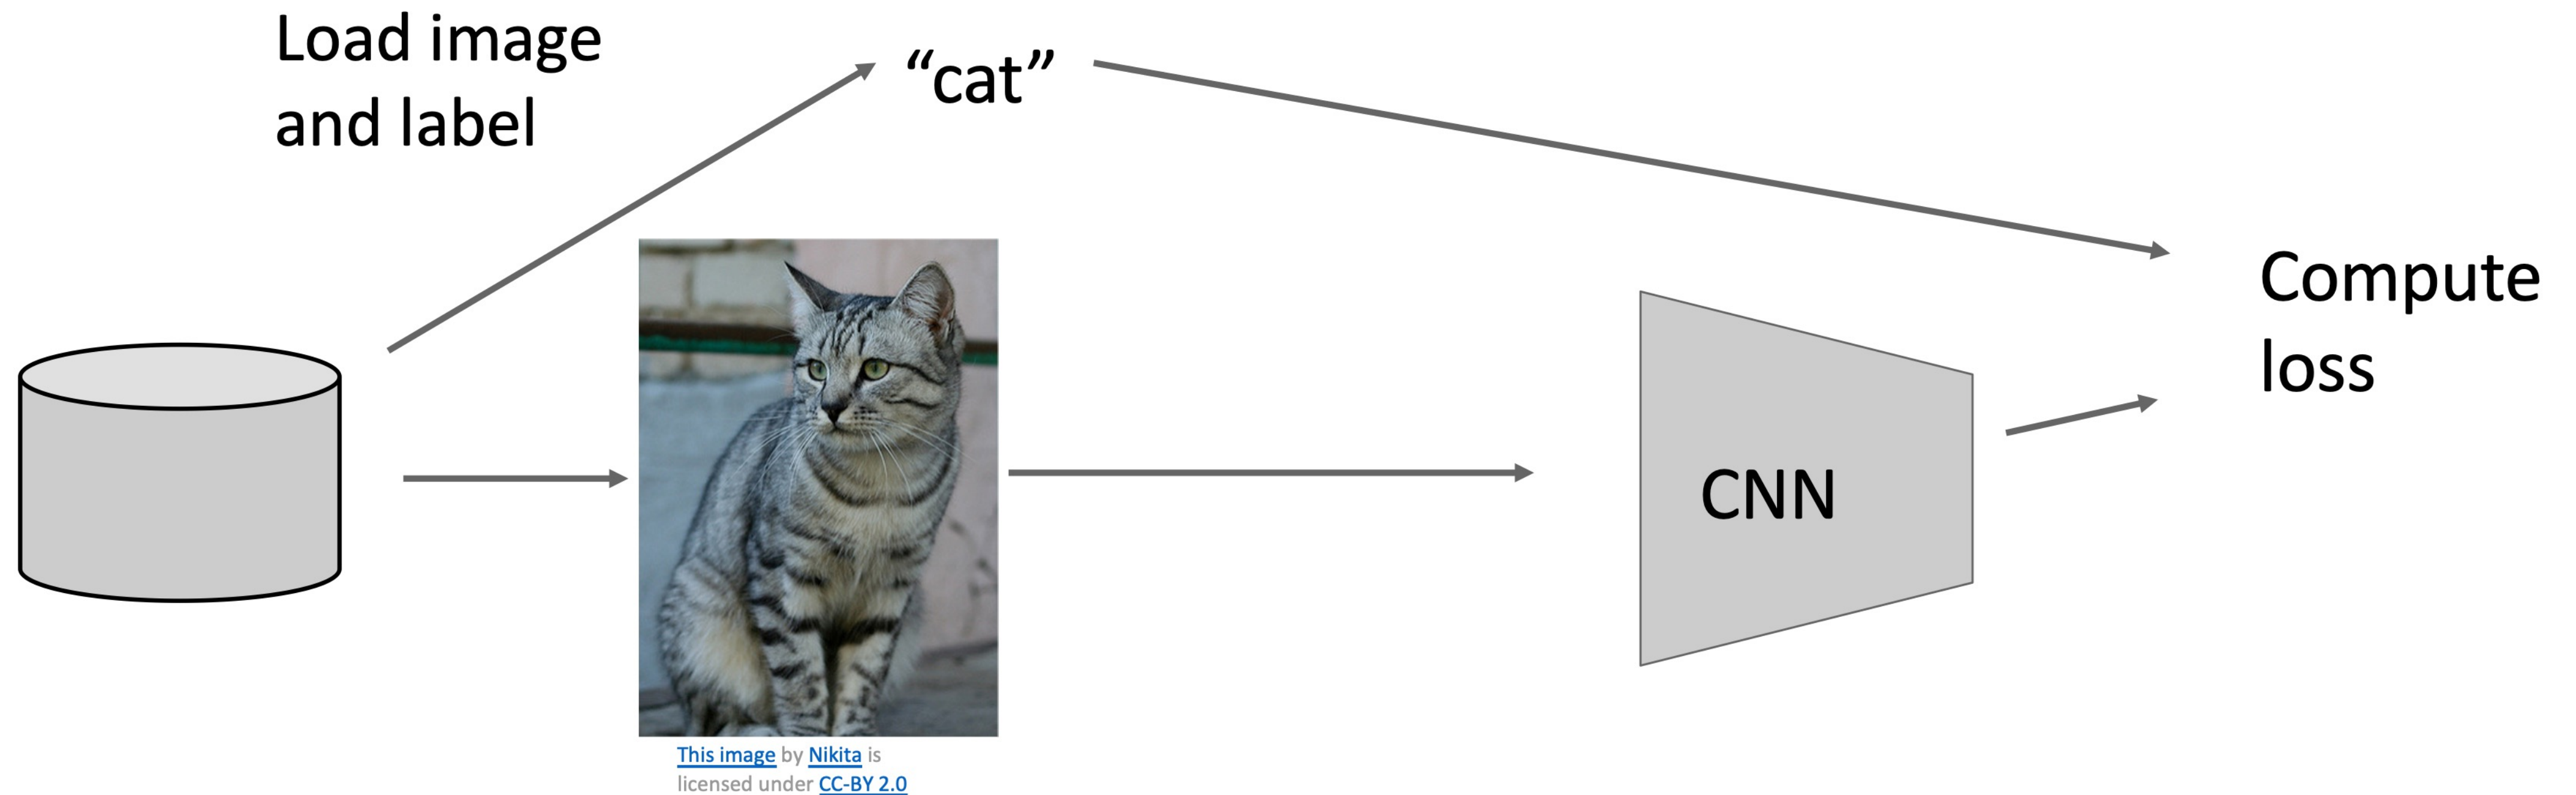 Load image
and label
“cat”
Compute
loss
CNN
This image by Nikita is
licensed under CC-BY 2.0